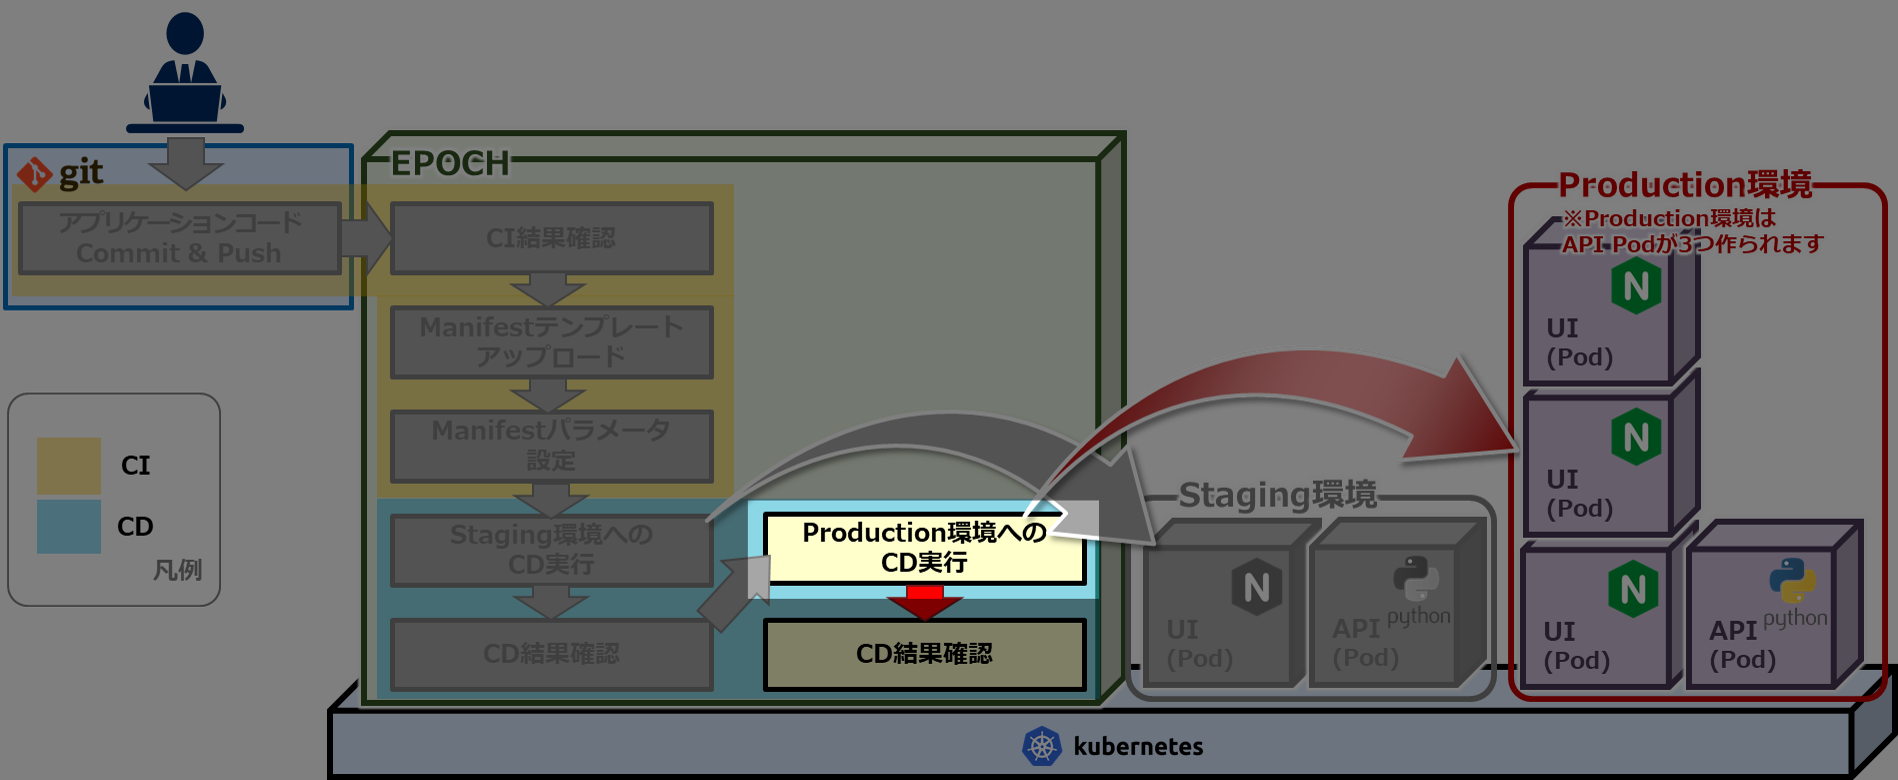 git
アプリケーションコード
Commit & Push
EPOCH
CI結果確認
Manifestテンプレート
アップロード
Manifestパラメータ
設定
Staging環境への
CD実行
CD結果確認
Production環境への
CD実行
CD結果確認
CI
CD
凡例
Staging環境
N
UI
(Pod)
python
API
(Pod)
Production環境
※Production環境は
API Podが3つ作られます
N
UI
(Pod)
N
UI
(Pod)
N
UI
(Pod)
python
API
(Pod)
kubernetes